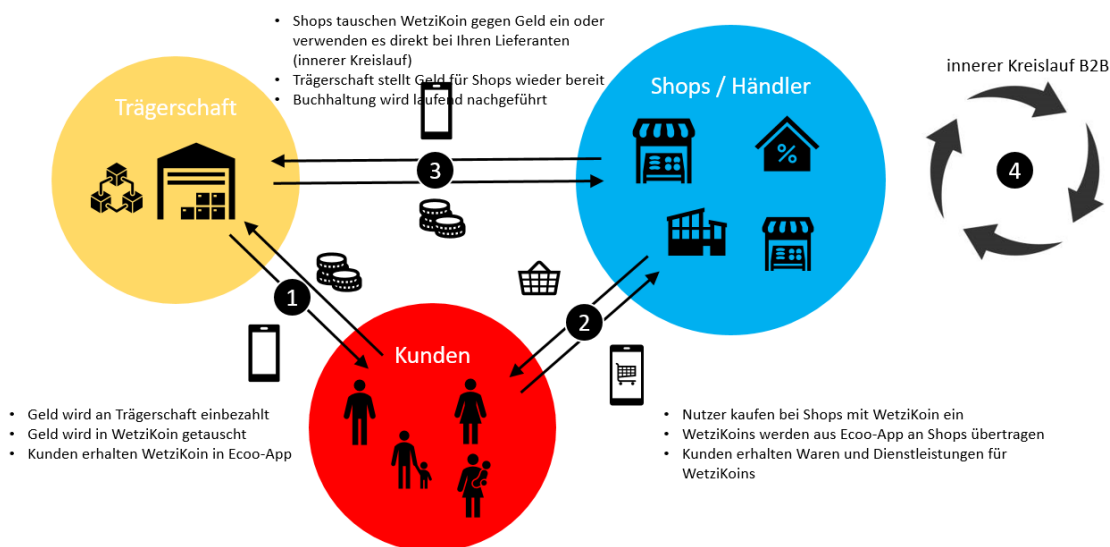 • Shops tauschen WetziKoin gegen Geld ein oder
verwenden es direkt bei Ihren Lieferanten
(innerer Kreislauf)
• Trägerschaft stellt Geld für Shops wieder bereit
• Buchhaltung wird laufend nachgeführt
Trägerschaft
Shops / Händler
innerer Kreislauf B2B
3
4
%
1
2
Kunden
• Geld wird an Trägerschaft einbezahlt
• Geld wird in WetziKoin getauscht
• Kunden erhalten WetziKoin in Ecoo-App
• Nutzer kaufen bei Shops mit WetziKoin ein
• WetziKoins werden aus Ecoo-App an Shops übertragen
• Kunden erhalten Waren und Dienstleistungen für
WetziKoins